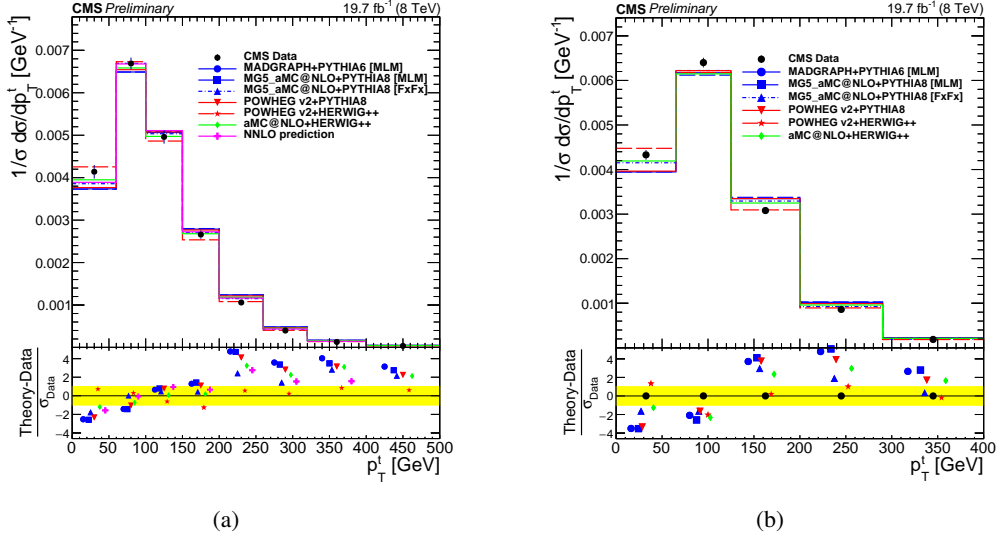 CMS Preliminary 19.7 fb⁻¹ (8 TeV)
1/σ dσ/dp_T^t [GeV⁻¹]
0.007
0.006
0.005
0.004
0.003
0.002
0.001
CMS Data
MADGRAPH+PYTHIA6 [MLM]
MG5_aMC@NLO+PYTHIA8 [MLM]
MG5_aMC@NLO+PYTHIA8 [FxFx]
POWHEG v2+PYTHIA8
POWHEG v2+HERWIG++
aMC@NLO+HERWIG++
NNLO prediction
Theory-Data
σ_Data
4
2
0
−2
−4
0 50 100 150 200 250 300 350 400 450 500
p_T^t [GeV]
(a)
CMS Preliminary 19.7 fb⁻¹ (8 TeV)
1/σ dσ/dp_T^t [GeV⁻¹]
0.007
0.006
0.005
0.004
0.003
0.002
0.001
CMS Data
MADGRAPH+PYTHIA6 [MLM]
MG5_aMC@NLO+PYTHIA8 [MLM]
MG5_aMC@NLO+PYTHIA8 [FxFx]
POWHEG v2+PYTHIA8
POWHEG v2+HERWIG++
aMC@NLO+HERWIG++
Theory-Data
σ_Data
4
2
0
−2
−4
0 50 100 150 200 250 300 350 400
p_T^t [GeV]
(b)